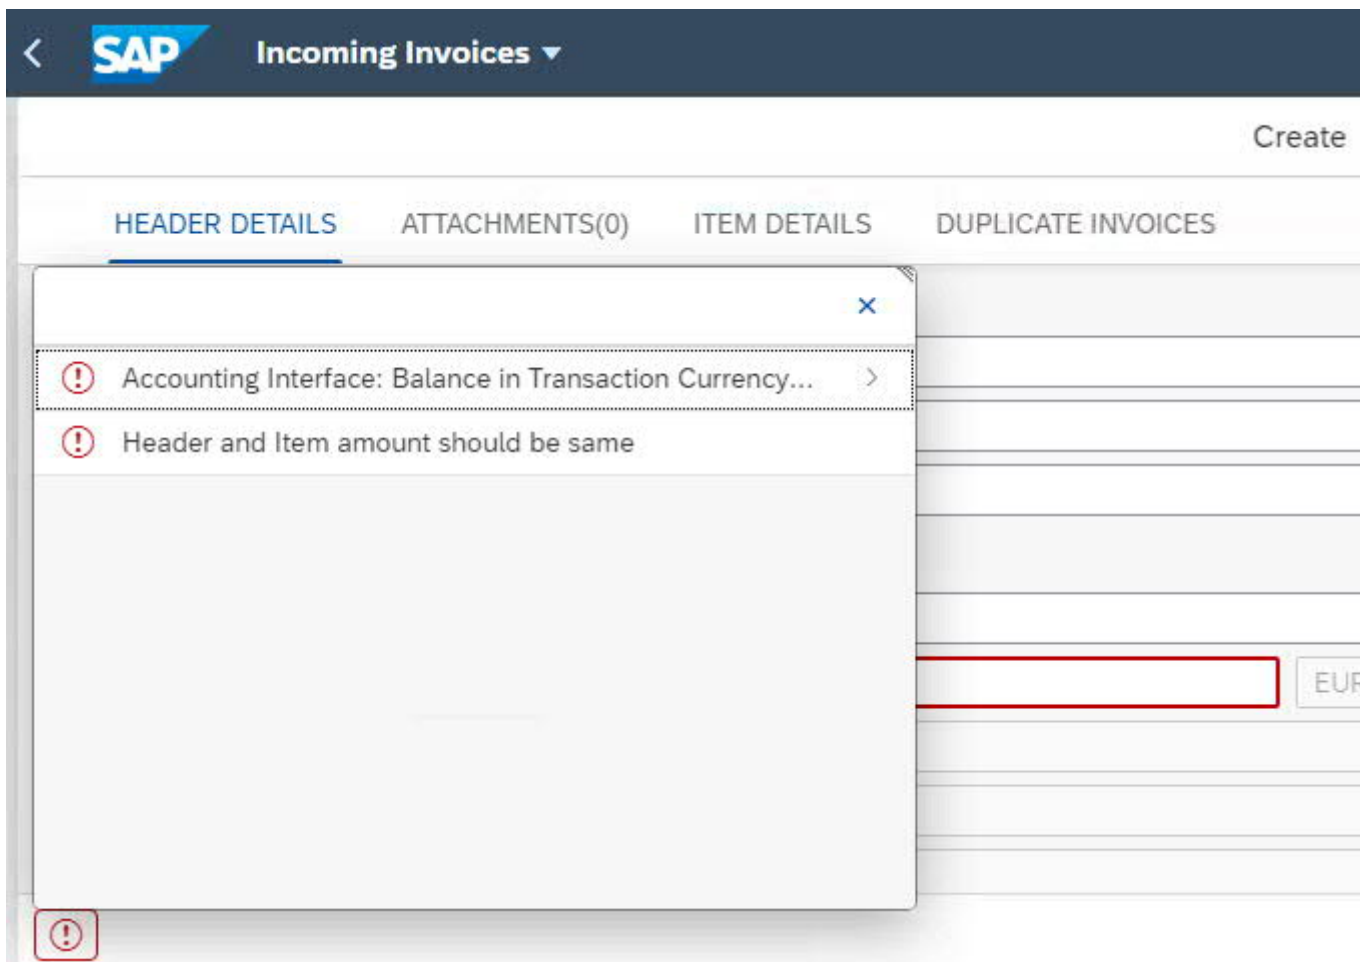 SAP Incoming Invoices
Create
HEADER DETAILS ATTACHMENTS(0) ITEM DETAILS DUPLICATE INVOICES
Accounting Interface: Balance in Transaction Currency...
Header and Item amount should be same
EUR